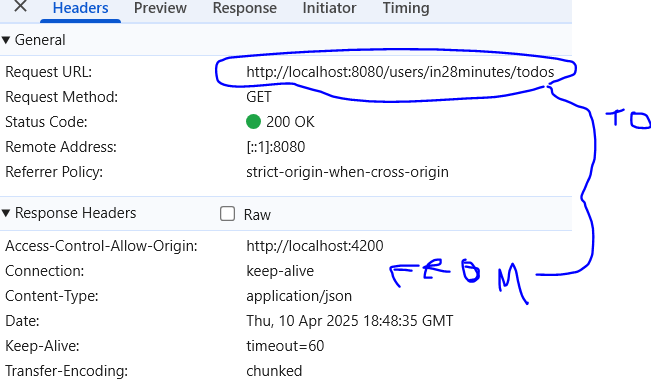 Headers Preview Response Initiator Timing
General
Request URL: http://localhost:8080/users/in28minutes/todos
Request Method: GET
TO
Status Code: 200 OK
Remote Address: [::1]:8080
Referrer Policy: strict-origin-when-cross-origin
Response Headers Raw
Access-Control-Allow-Origin: http://localhost:4200
Connection: keep-alive
FROM
Content-Type: application/json
Date: Thu, 10 Apr 2025 18:48:35 GMT
Keep-Alive: timeout=60
Transfer-Encoding: chunked